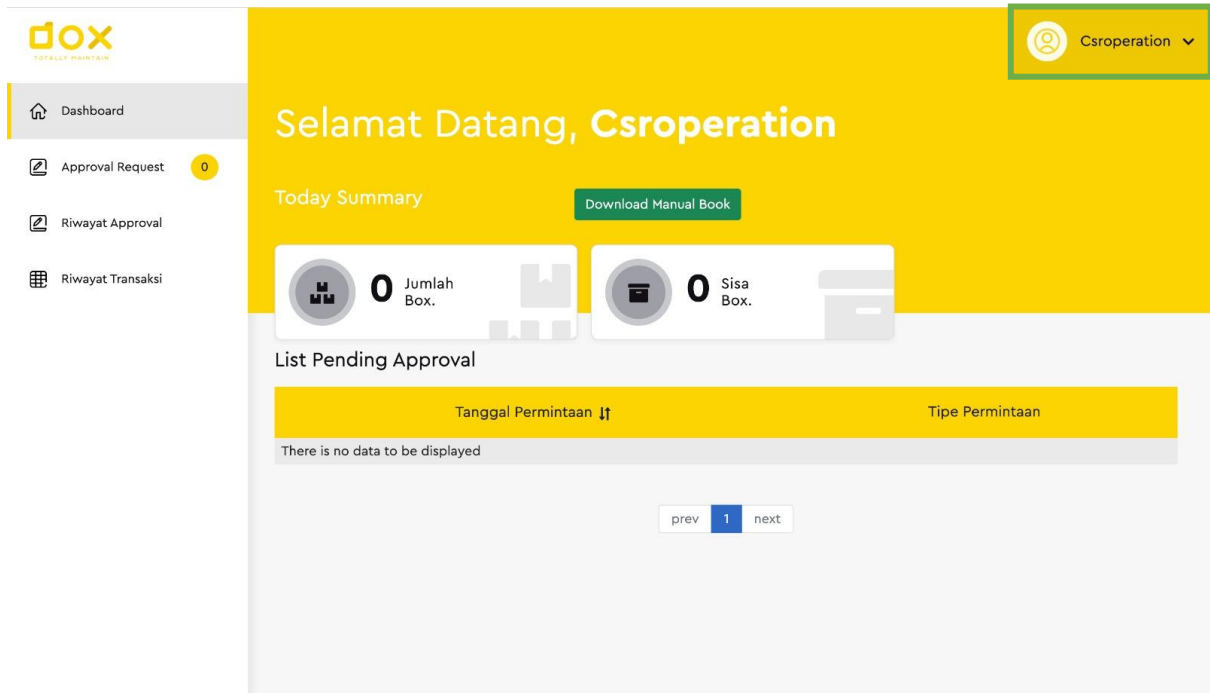 dox
TOTALLY MAINTAIN
Csroperation
Dashboard
Approval Request 0
Riwayat Approval
Riwayat Transaksi
Selamat Datang, Csroperation
Today Summary
Download Manual Book
0 Jumlah
Box.
0 Sisa
Box.
List Pending Approval
Tanggal Permintaan Tipe Permintaan
There is no data to be displayed
prev 1 next